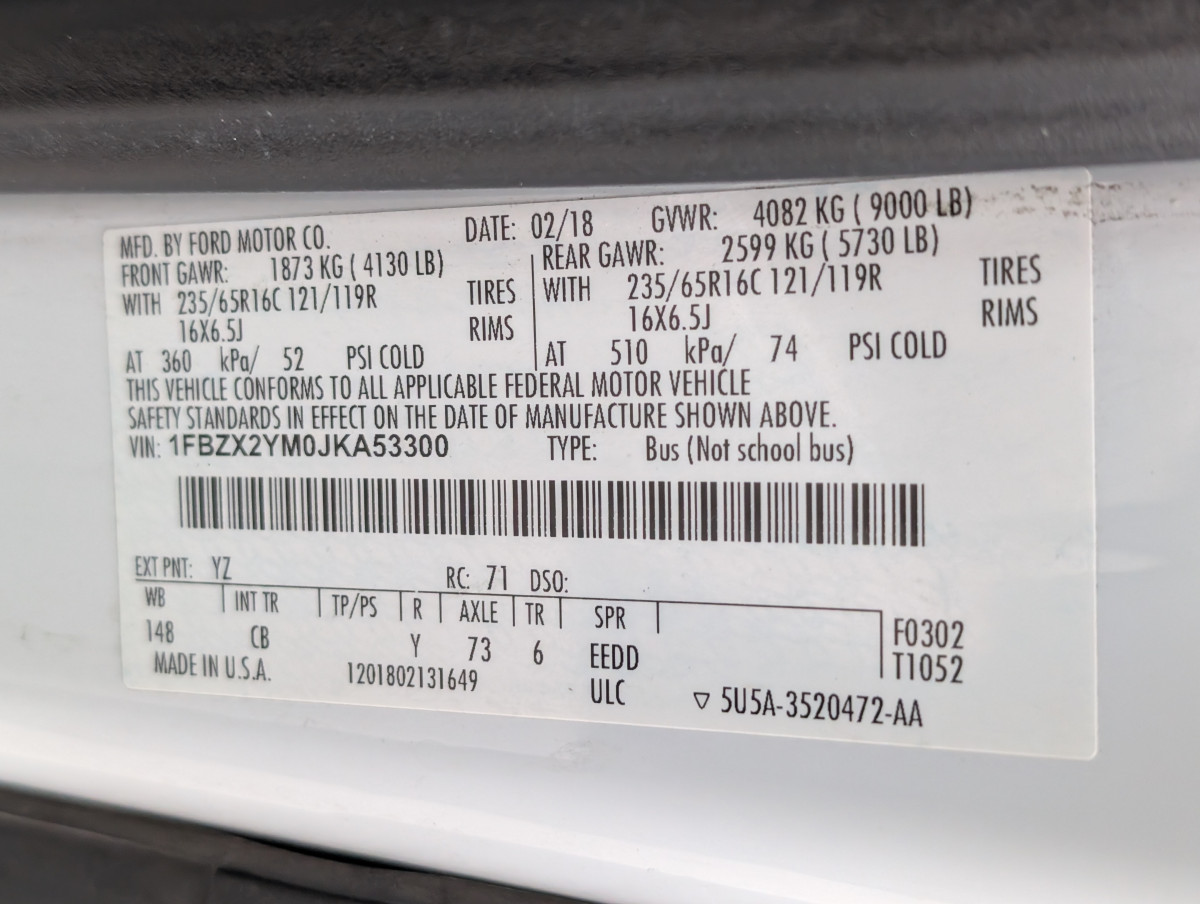 MFD. BY FORD MOTOR CO. DATE: 02/18 GVWR: 4082 KG ( 9000 LB)
FRONT GAWR: 1873 KG ( 4130 LB) REAR GAWR: 2599 KG ( 5730 LB)
WITH 235/65R16C 121/119R TIRES WITH 235/65R16C 121/119R TIRES
16X6.5J RIMS 16X6.5J RIMS
AT 360 kPa/ 52 PSI COLD AT 510 kPa/ 74 PSI COLD
THIS VEHICLE CONFORMS TO ALL APPLICABLE FEDERAL MOTOR VEHICLE
SAFETY STANDARDS IN EFFECT ON THE DATE OF MANUFACTURE SHOWN ABOVE.
VIN: 1FBZX2YM0JKA53300 TYPE: Bus (Not school bus)
EXT PNT: YZ RC: 71 DSO:
WB INT TR TP/PS R AXLE TR SPR F0302
148 CB Y 73 6 EEDD T1052
MADE IN U.S.A. 1201802131649 ULC ▽ 5U5A-3520472-AA